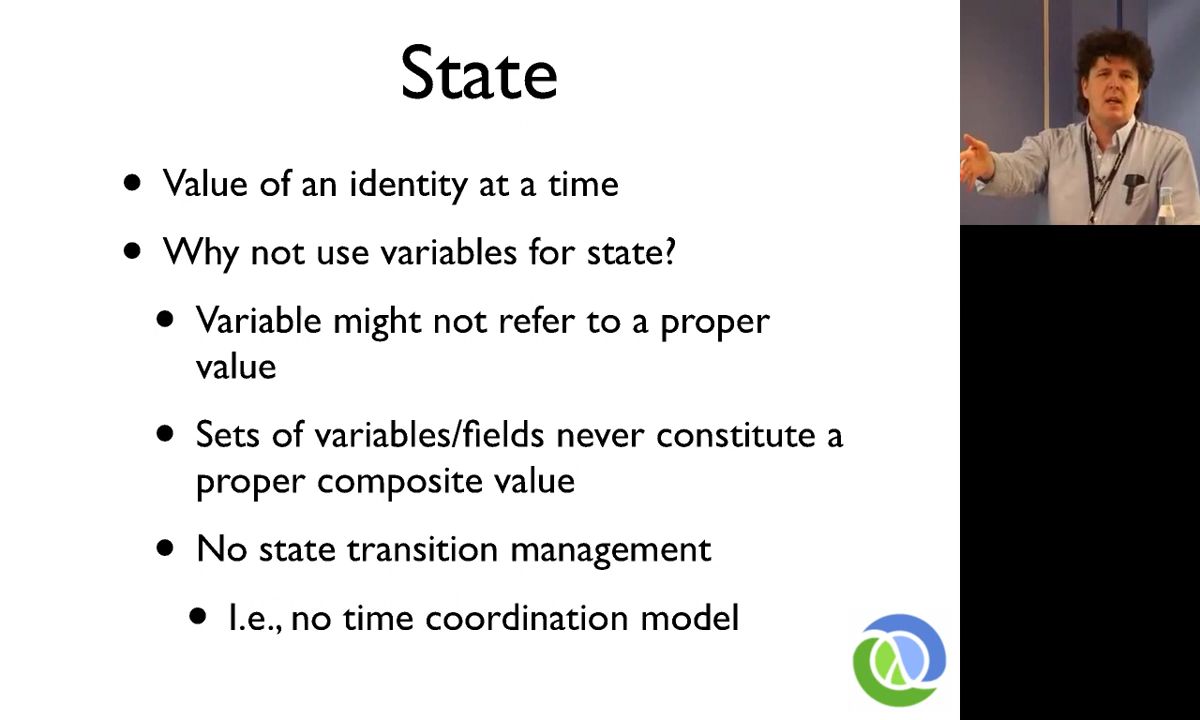 State
• Value of an identity at a time
• Why not use variables for state?
• Variable might not refer to a proper
value
• Sets of variables/fields never constitute a
proper composite value
• No state transition management
• I.e., no time coordination model